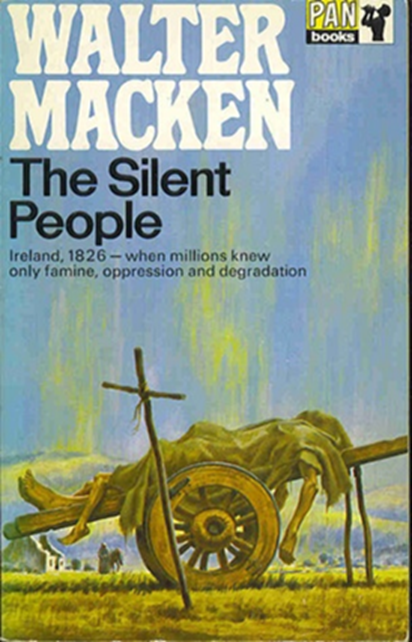 WALTER
MACKEN
PAN
books
The Silent
People
Ireland, 1826 — when millions knew
only famine, oppression and degradation